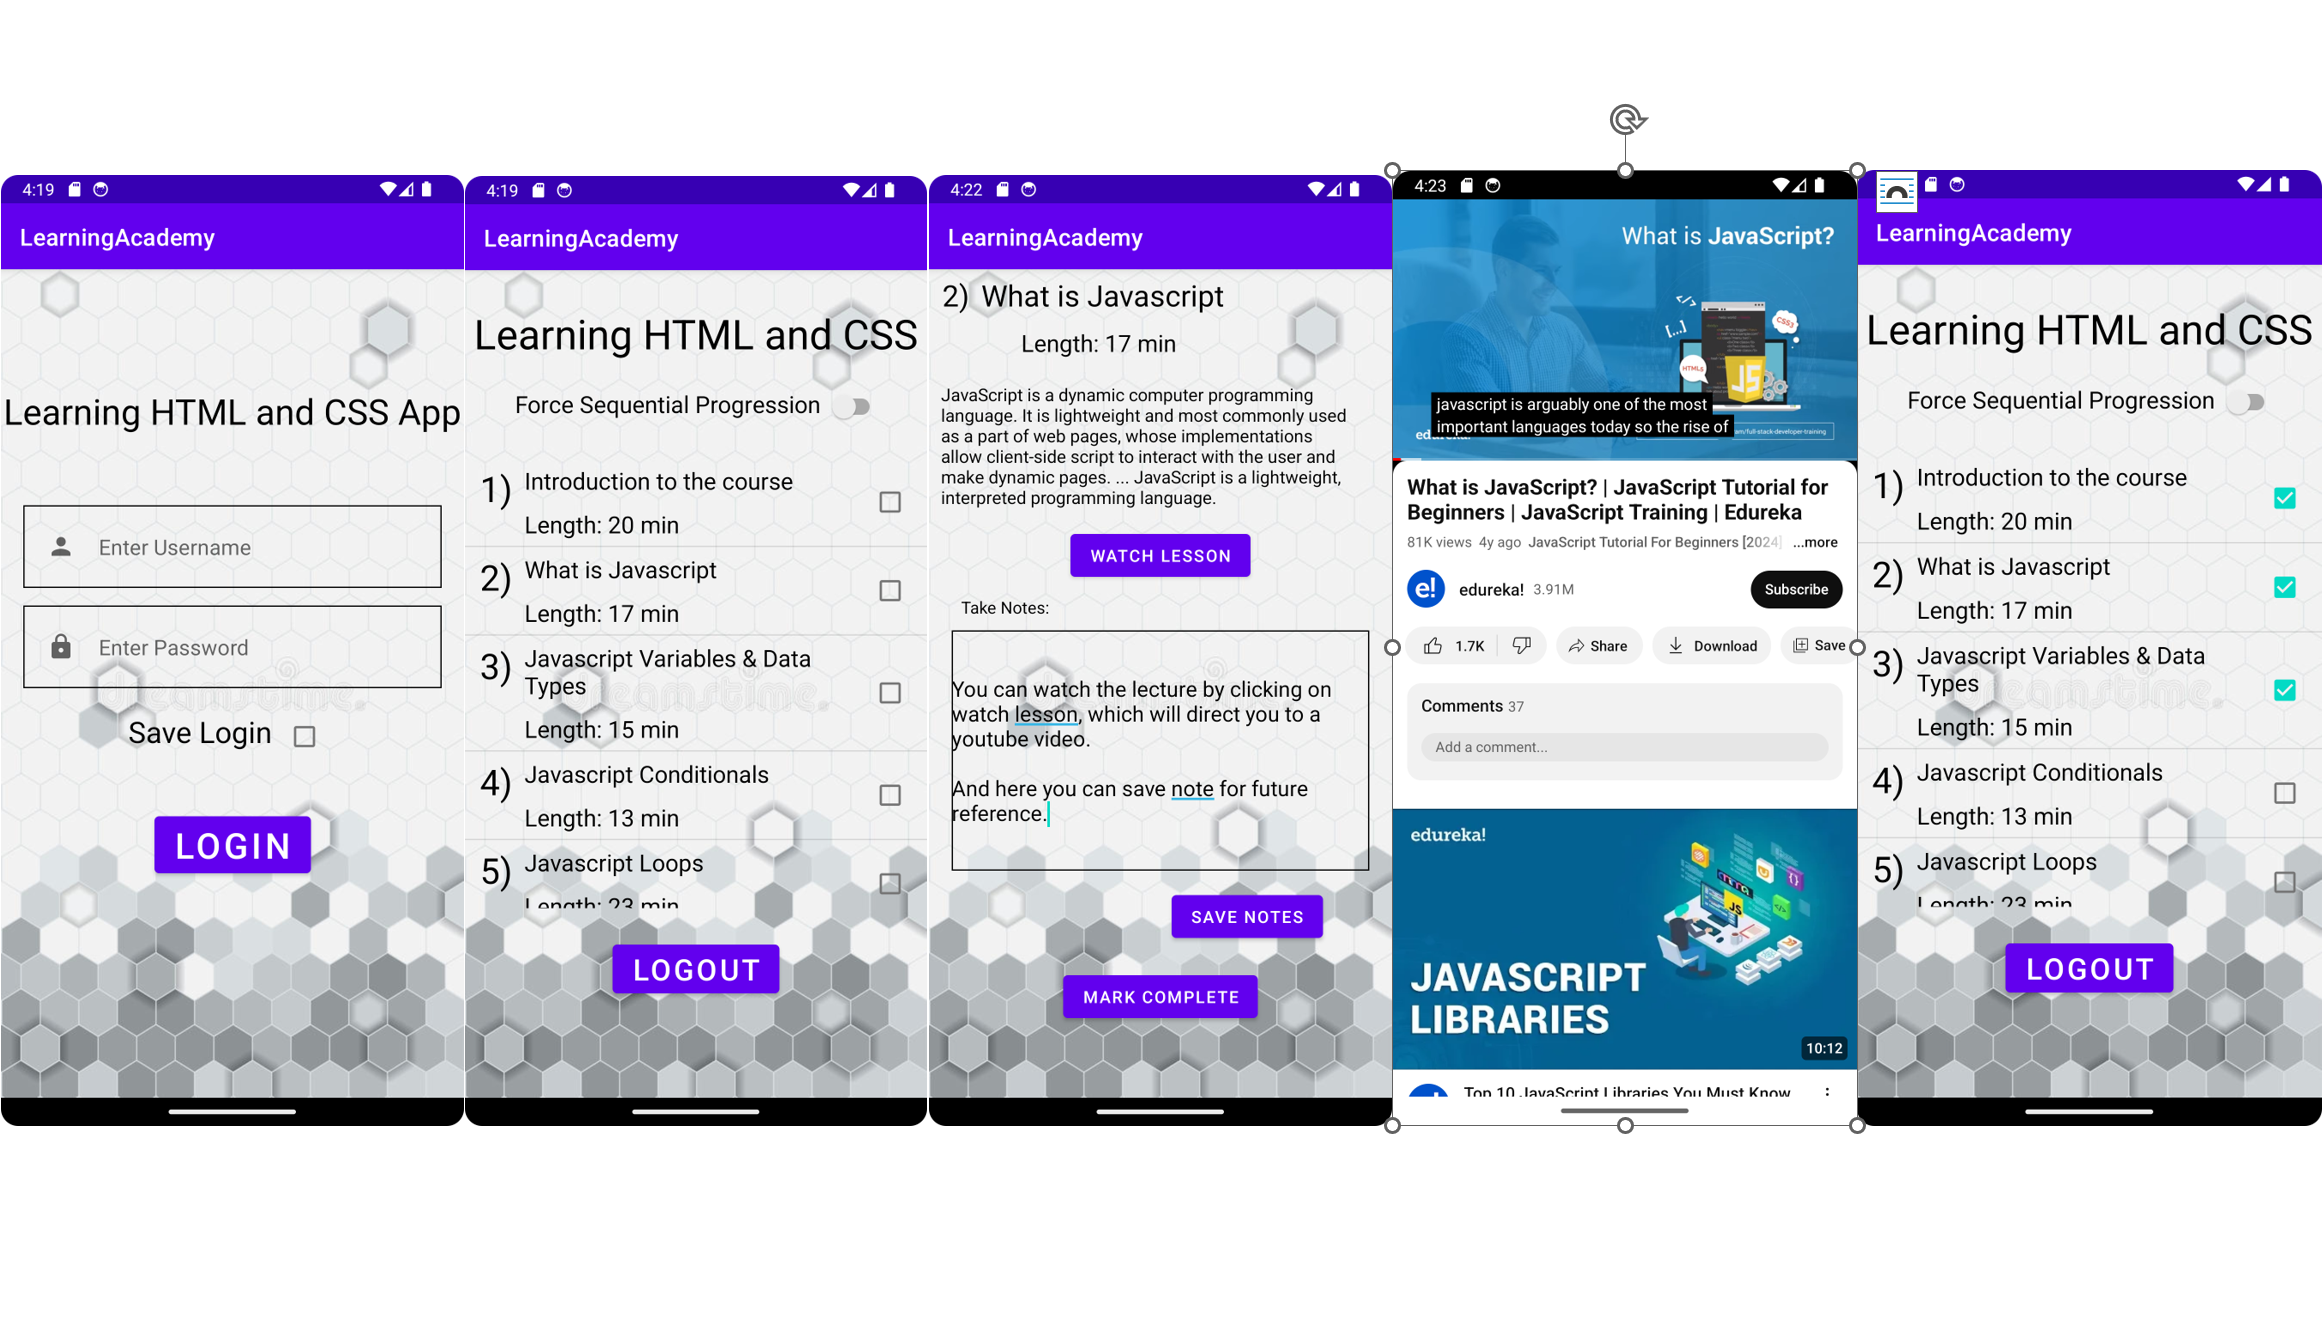 4:19
LearningAcademy
Learning HTML and CSS App
Enter Username
Enter Password
dreamstime.
Save Login
LOGIN
4:19
LearningAcademy
Learning HTML and CSS
Force Sequential Progression
1) Introduction to the course
Length: 20 min
2) What is Javascript
Length: 17 min
3) Javascript Variables & Data
Types
Length: 15 min
4) Javascript Conditionals
Length: 13 min
5) Javascript Loops
Length: 23 min
LOGOUT
4:22
LearningAcademy
2) What is Javascript
Length: 17 min
JavaScript is a dynamic computer programming
language. It is lightweight and most commonly used
as a part of web pages, whose implementations
allow client-side script to interact with the user and
make dynamic pages. ... JavaScript is a lightweight,
interpreted programming language.
WATCH LESSON
Take Notes:
You can watch the lecture by clicking on
watch lesson, which will direct you to a
youtube video.
And here you can save note for future
reference.
SAVE NOTES
MARK COMPLETE
4:23
What is JavaScript?
</>
[...]
CSS3
HTML5
JS
javascript is arguably one of the most
important languages today so the rise of
edureka!
/full-stack-developer-training
What is JavaScript? | JavaScript Tutorial for
Beginners | JavaScript Training | Edureka
81K views 4y ago JavaScript Tutorial For Beginners [2024] ...more
e! edureka! 3.91M Subscribe
1.7K Share Download Save
Comments 37
Add a comment...
edureka!
JS
JAVASCRIPT
LIBRARIES
10:12
Top 10 JavaScript Libraries You Must Know
LearningAcademy
Learning HTML and CSS
Force Sequential Progression
1) Introduction to the course
Length: 20 min
2) What is Javascript
Length: 17 min
3) Javascript Variables & Data
Types
Length: 15 min
4) Javascript Conditionals
Length: 13 min
5) Javascript Loops
Length: 23 min
LOGOUT